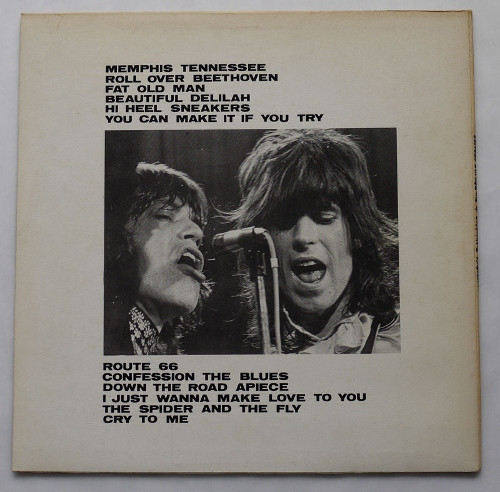 MEMPHIS TENNESSEE
ROLL OVER BEETHOVEN
FAT OLD MAN
BEAUTIFUL DELILAH
HI HEEL SNEAKERS
YOU CAN MAKE IT IF YOU TRY
ROUTE 66
CONFESSION THE BLUES
DOWN THE ROAD APIECE
I JUST WANNA MAKE LOVE TO YOU
THE SPIDER AND THE FLY
CRY TO ME